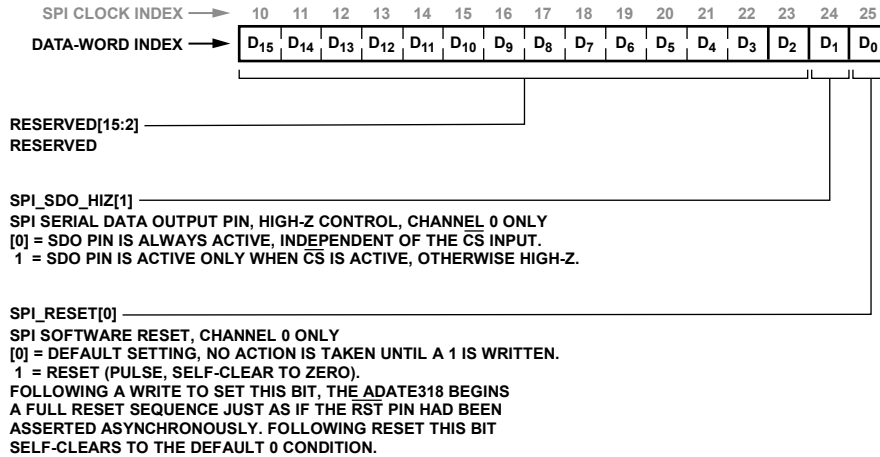 SPI CLOCK INDEX 10 11 12 13 14 15 16 17 18 19 20 21 22 23 24 25
DATA-WORD INDEX D15 D14 D13 D12 D11 D10 D9 D8 D7 D6 D5 D4 D3 D2 D1 D0
RESERVED[15:2]
RESERVED
SPI_SDO_HIZ[1]
SPI SERIAL DATA OUTPUT PIN, HIGH-Z CONTROL, CHANNEL 0 ONLY
[0] = SDO PIN IS ALWAYS ACTIVE, INDEPENDENT OF THE C̅S̅ INPUT.
1 = SDO PIN IS ACTIVE ONLY WHEN C̅S̅ IS ACTIVE, OTHERWISE HIGH-Z.
SPI_RESET[0]
SPI SOFTWARE RESET, CHANNEL 0 ONLY
[0] = DEFAULT SETTING, NO ACTION IS TAKEN UNTIL A 1 IS WRITTEN.
1 = RESET (PULSE, SELF-CLEAR TO ZERO).
FOLLOWING A WRITE TO SET THIS BIT, THE ADATE318 BEGINS
A FULL RESET SEQUENCE JUST AS IF THE R̅S̅T̅ PIN HAD BEEN
ASSERTED ASYNCHRONOUSLY. FOLLOWING RESET THIS BIT
SELF-CLEARS TO THE DEFAULT 0 CONDITION.